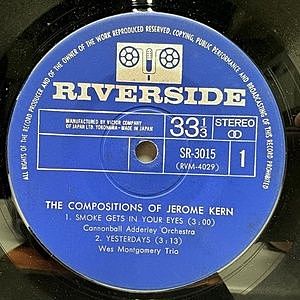 ALL RIGHTS OF THE RECORD PRODUCER AND OF THE OWNER OF THE WORK REPRODUCED RESERVED. COPYING, PUBLIC PERFORMANCE AND BROADCASTING OF THIS RECORD PROHIBITED
RIVERSIDE
MANUFACTURED BY VICTOR COMPANY
OF JAPAN LTD. YOKOHAMA • MADE IN JAPAN
33 1/3
STEREO
SR-3015
(RVM-4029)
1
THE COMPOSITIONS OF JEROME KERN
1. SMOKE GETS IN YOUR EYES (3:00)
Cannonball Adderley Orchestra
2. YESTERDAYS (3:13)
Wes Montgomery Trio